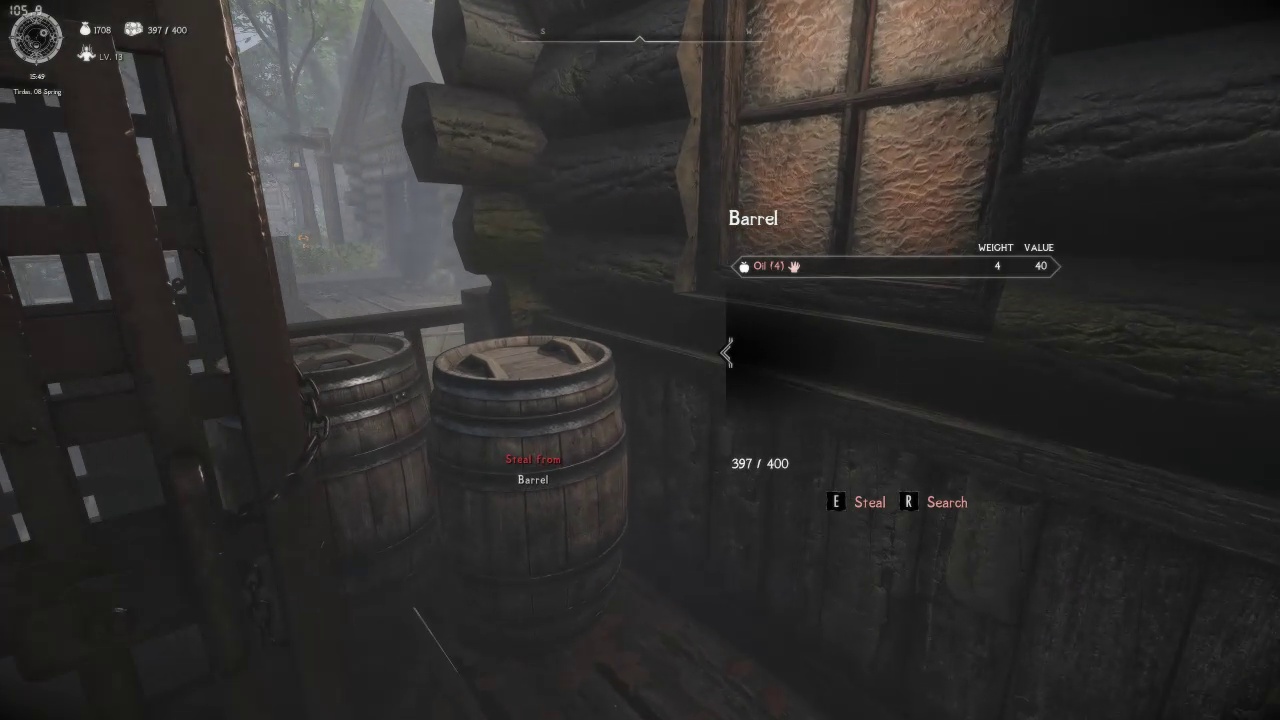 105.9
1708 397 / 400
LV. 13
15:49
Tirdas, 08 Spring
S W
Barrel
WEIGHT VALUE
Oil (4) 4 40
Steal from
Barrel
397 / 400
E Steal R Search